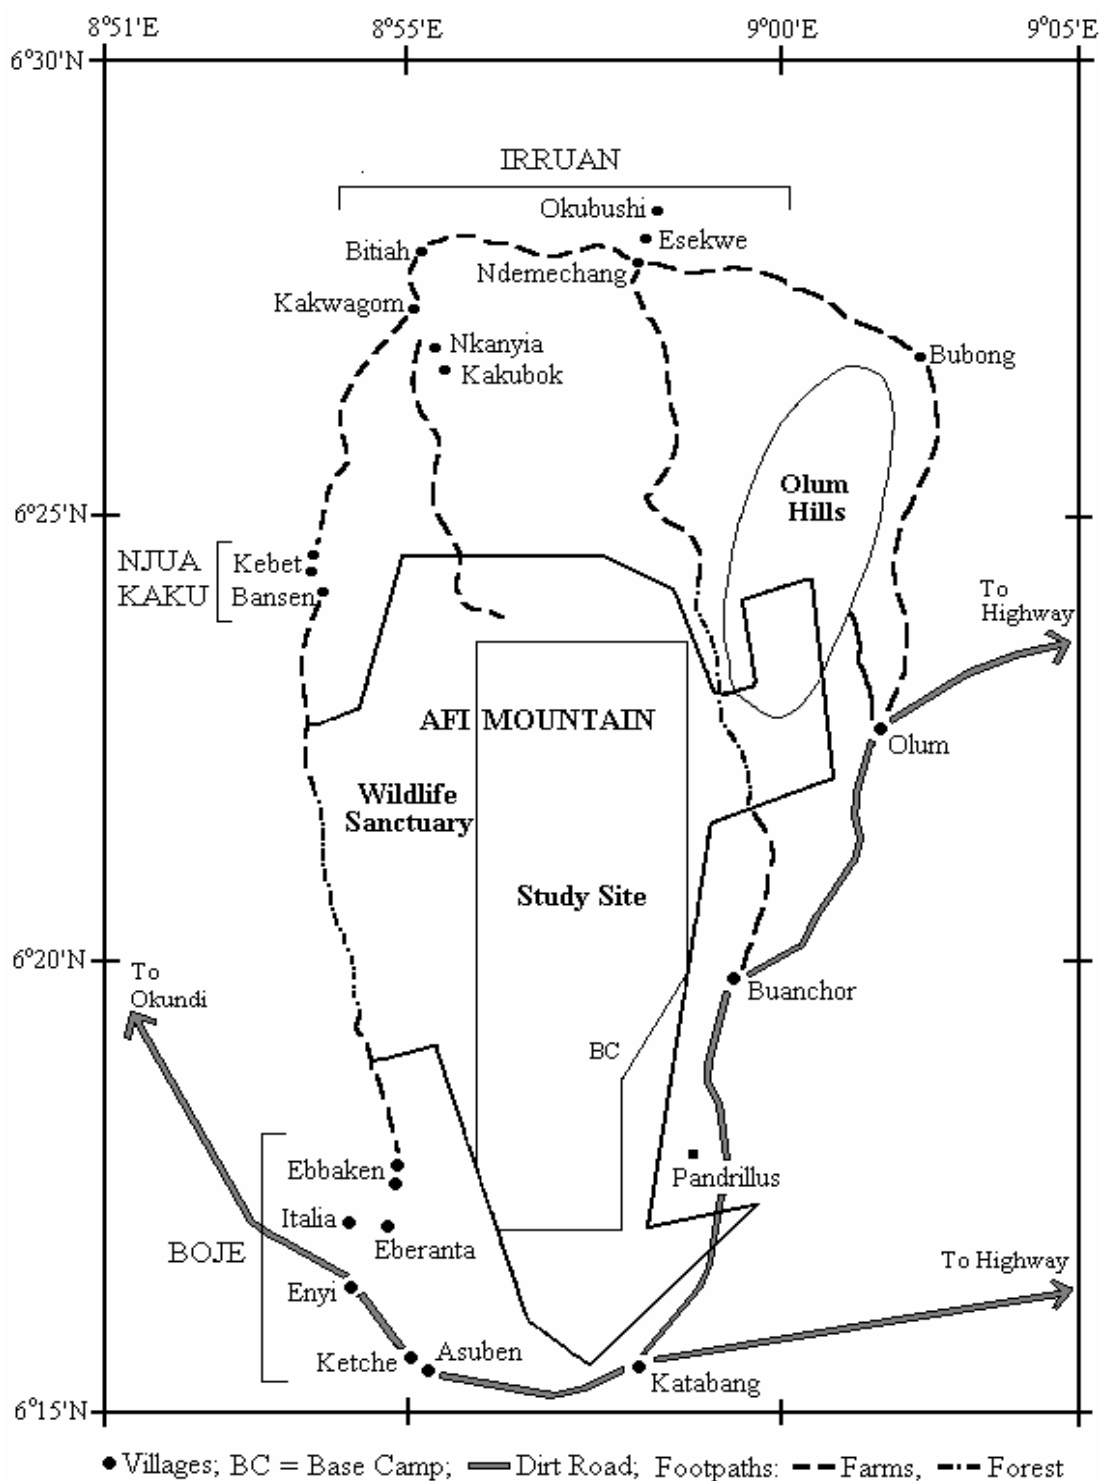 8°51'E 8°55'E 9°00'E 9°05'E
6°30'N
IRRUAN
Okubushi
Esekwe
Bitiah
Ndemechang
Kakwagom
Nkanyia
Kakubok
Bubong
Olum
Hills
6°25'N
NJUA
KAKU
Kebet
Bansen
To
Highway
AFI MOUNTAIN
Olum
Wildlife
Sanctuary
Study Site
6°20'N
To
Okundi
Buanchor
BC
Ebbaken
Pandrillus
Italia
Eberanta
BOJE
Enyi
To Highway
Ketche
Asuben
Katabang
6°15'N
Villages; BC = Base Camp; Dirt Road; Footpaths: Farms, Forest